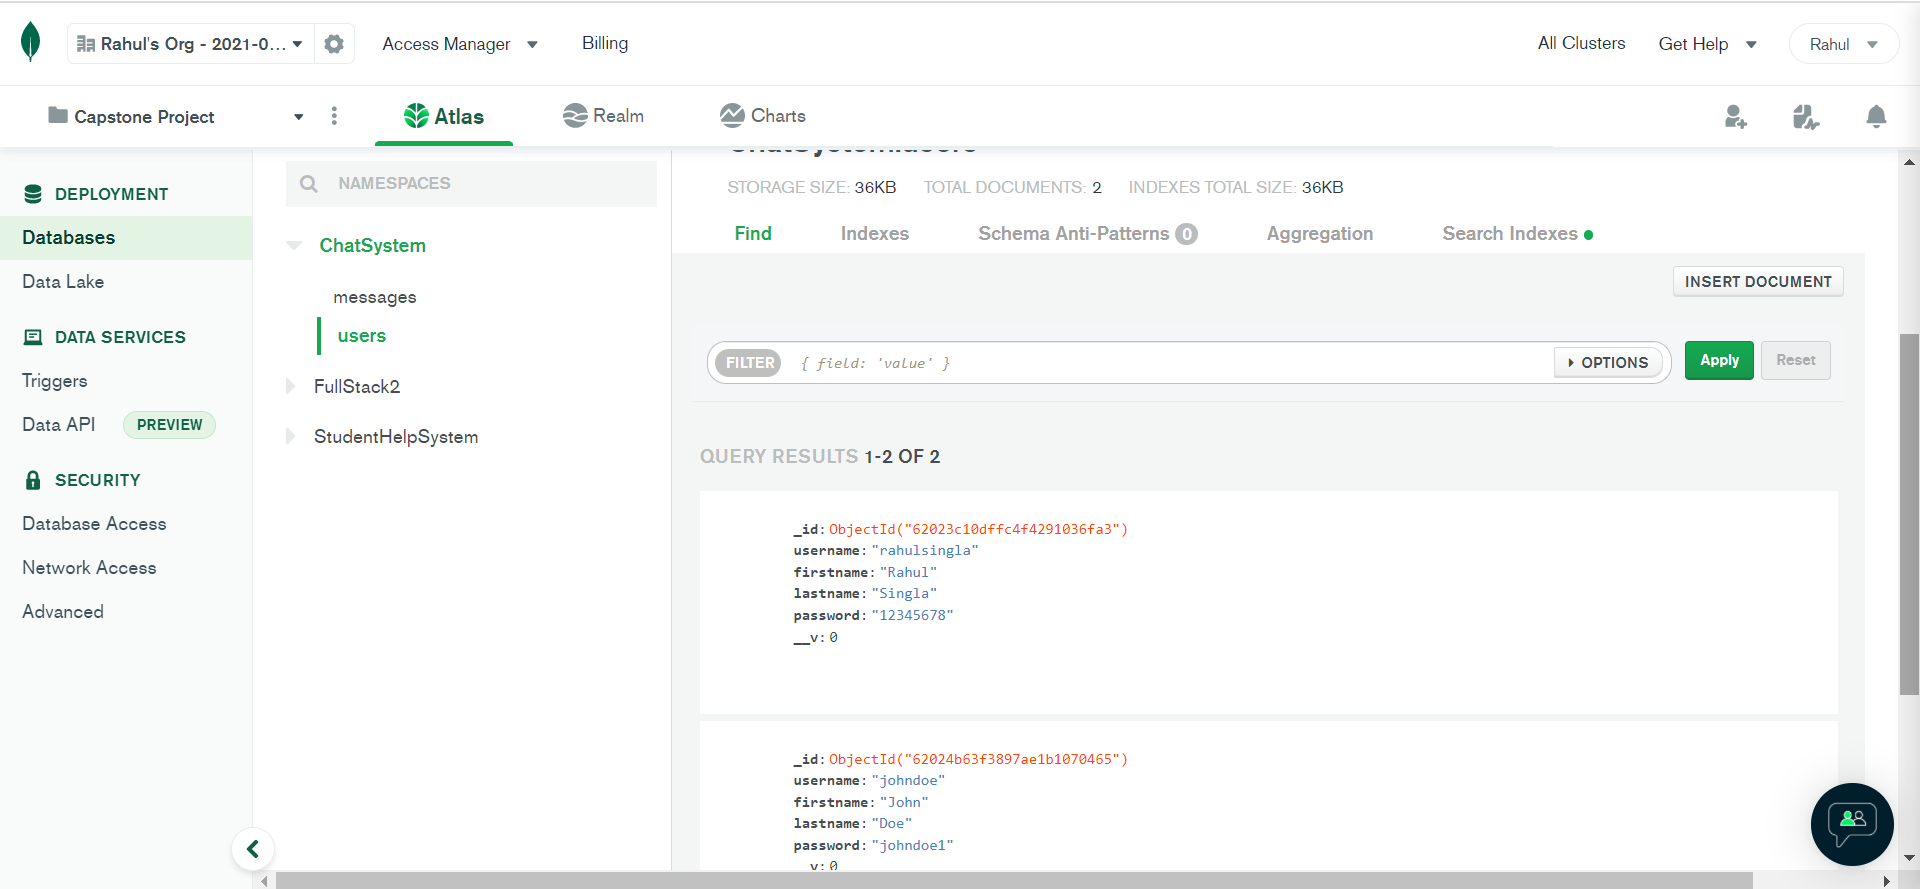 Rahul's Org - 2021-0... Access Manager Billing All Clusters Get Help Rahul
Capstone Project Atlas Realm Charts
DEPLOYMENT
Databases
Data Lake
DATA SERVICES
Triggers
Data API PREVIEW
SECURITY
Database Access
Network Access
Advanced
NAMESPACES
ChatSystem
messages
users
FullStack2
StudentHelpSystem
ChatSystem.users
STORAGE SIZE: 36KB TOTAL DOCUMENTS: 2 INDEXES TOTAL SIZE: 36KB
Find Indexes Schema Anti-Patterns 0 Aggregation Search Indexes
INSERT DOCUMENT
FILTER { field: 'value' } OPTIONS Apply Reset
QUERY RESULTS 1-2 OF 2
_id: ObjectId("62023c10dffc4f4291036fa3")
username: "rahulsingla"
firstname: "Rahul"
lastname: "Singla"
password: "12345678"
__v: 0
_id: ObjectId("62024b63f3897ae1b1070465")
username: "johndoe"
firstname: "John"
lastname: "Doe"
password: "johndoe1"
__v: 0